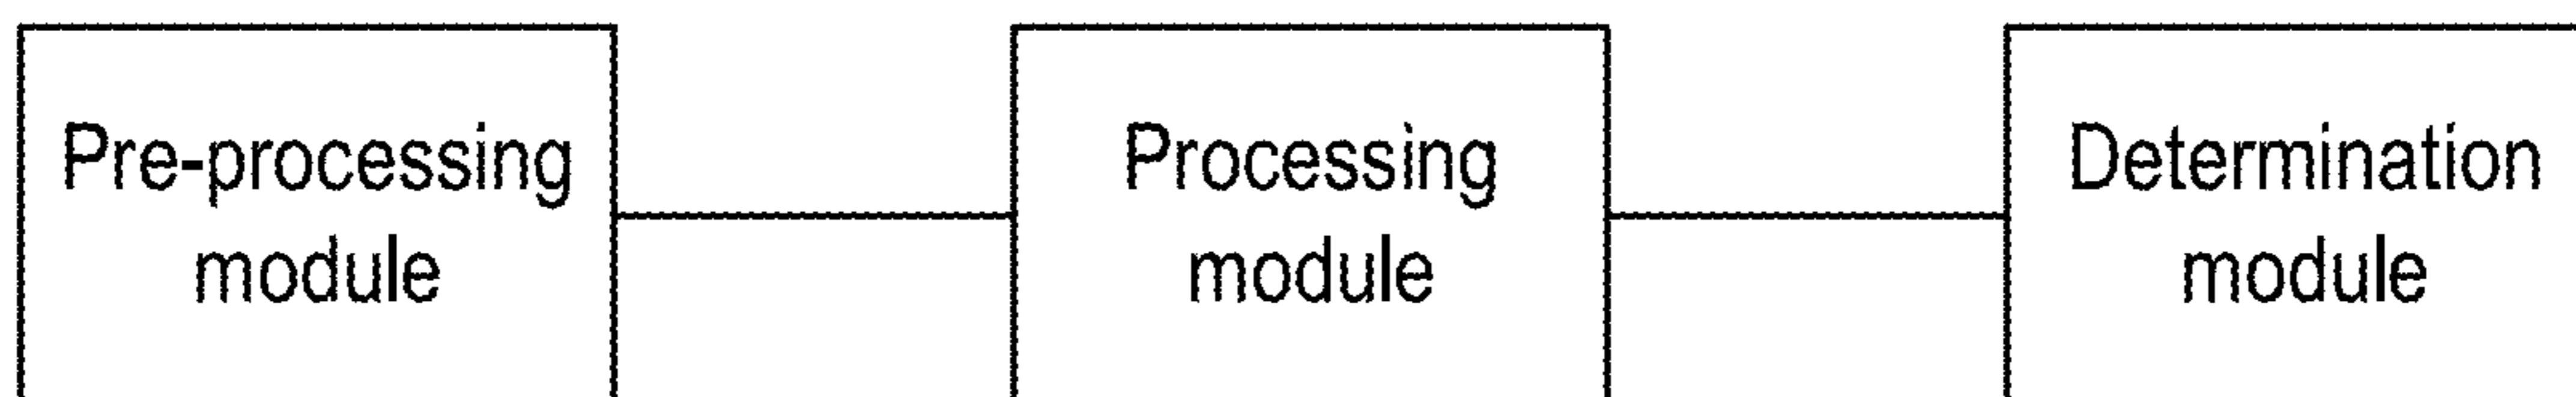 Pre-processing
module
Processing
module
Determination
module